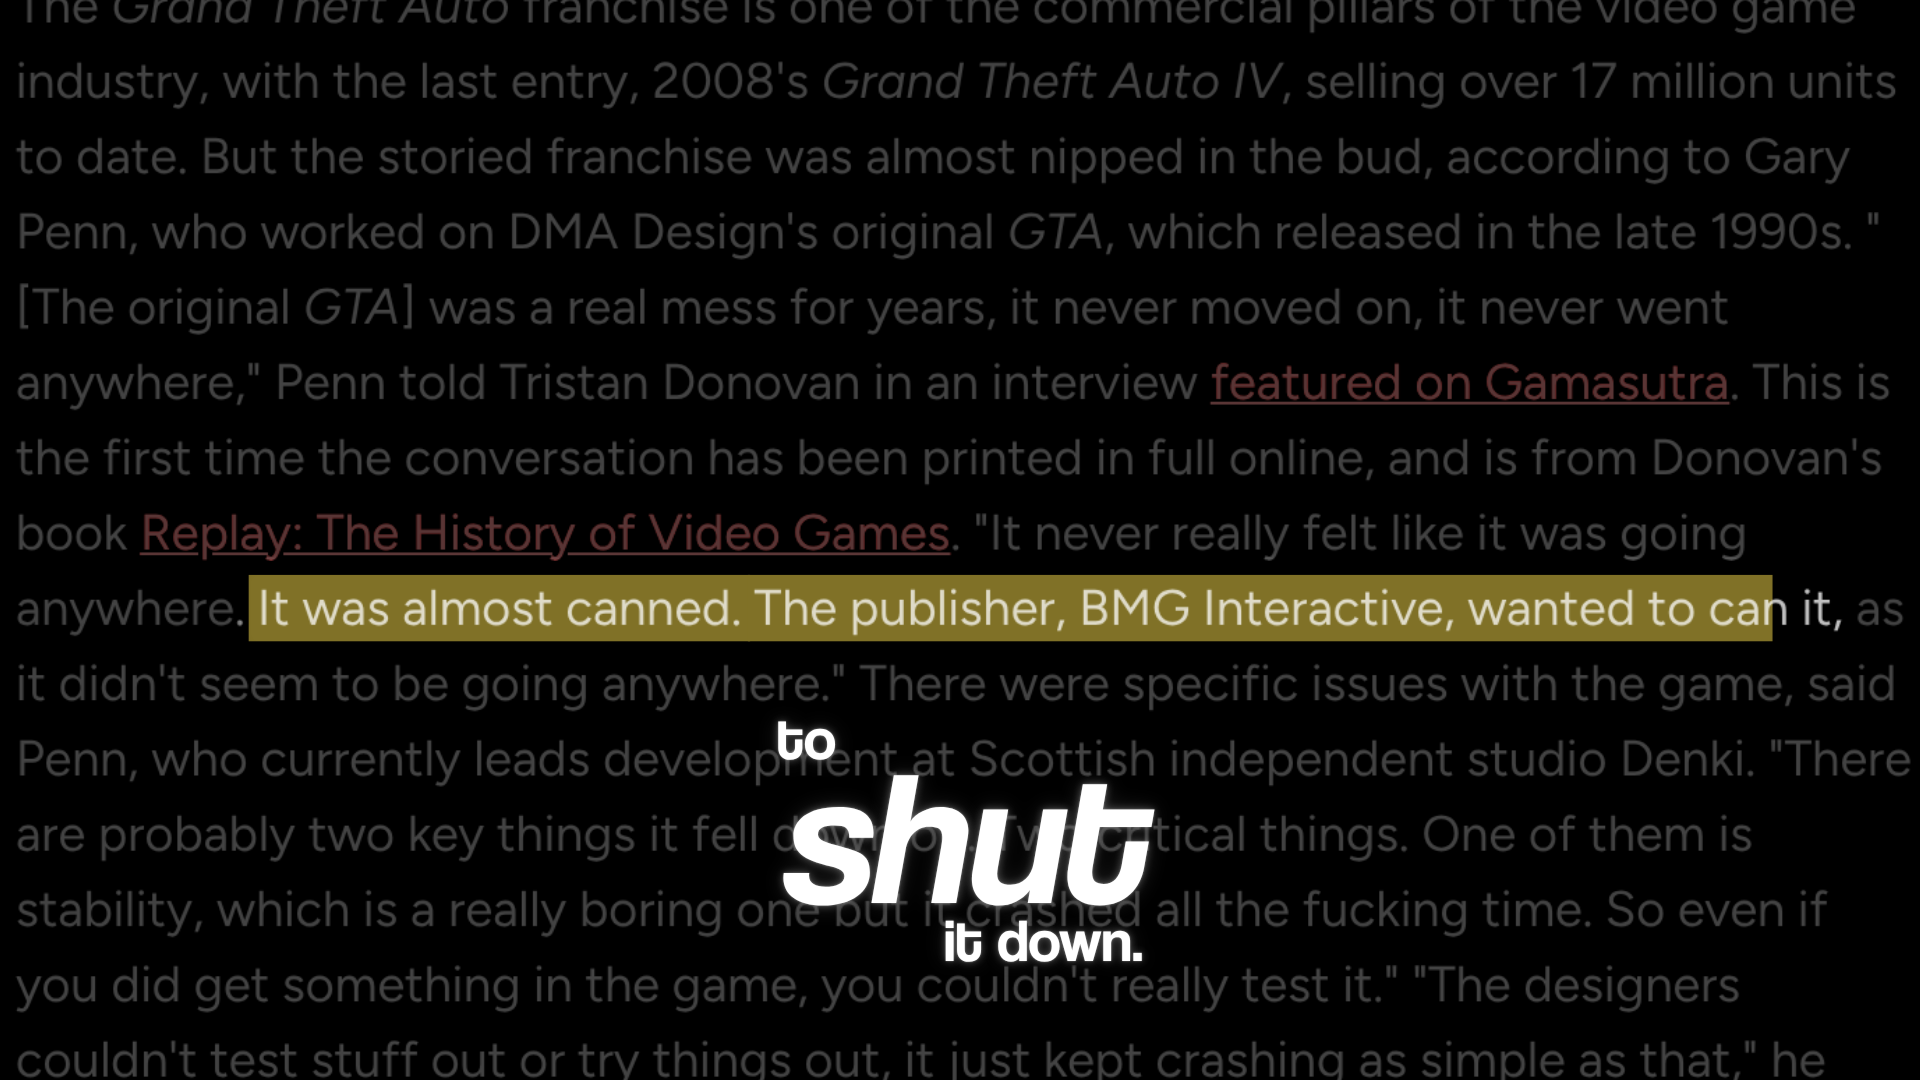 The Grand Theft Auto franchise is one of the commercial pillars of the video game
industry, with the last entry, 2008's Grand Theft Auto IV, selling over 17 million units
to date. But the storied franchise was almost nipped in the bud, according to Gary
Penn, who worked on DMA Design's original GTA, which released in the late 1990s. "
[The original GTA] was a real mess for years, it never moved on, it never went
anywhere," Penn told Tristan Donovan in an interview featured on Gamasutra. This is
the first time the conversation has been printed in full online, and is from Donovan's
book Replay: The History of Video Games. "It never really felt like it was going
anywhere. It was almost canned. The publisher, BMG Interactive, wanted to can it, as
it didn't seem to be going anywhere." There were specific issues with the game, said
Penn, who currently leads development at Scottish independent studio Denki. "There
are probably two key things it fell down on. Two critical things. One of them is
stability, which is a really boring one but it crashed all the fucking time. So even if
you did get something in the game, you couldn't really test it." "The designers
couldn't test stuff out or try things out, it just kept crashing as simple as that," he
to
shut
it down.